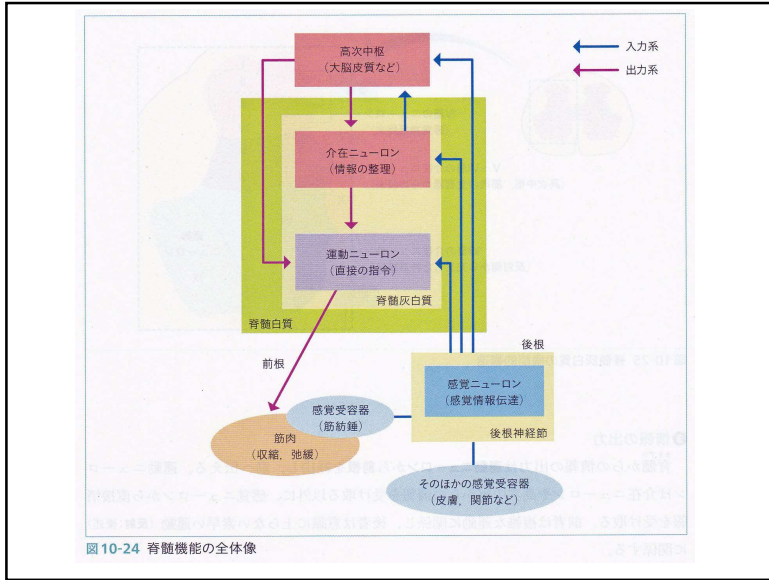 高次中枢
（大脳皮質など）
入力系
出力系
介在ニューロン
（情報の整理）
運動ニューロン
（直接の指令）
脊髄灰白質
脊髄白質
前根
後根
感覚ニューロン
（感覚情報伝達）
後根神経節
感覚受容器
（筋紡錘）
筋肉
（収縮，弛緩）
そのほかの感覚受容器
（皮膚，関節など）
図10-24 脊髄機能の全体像